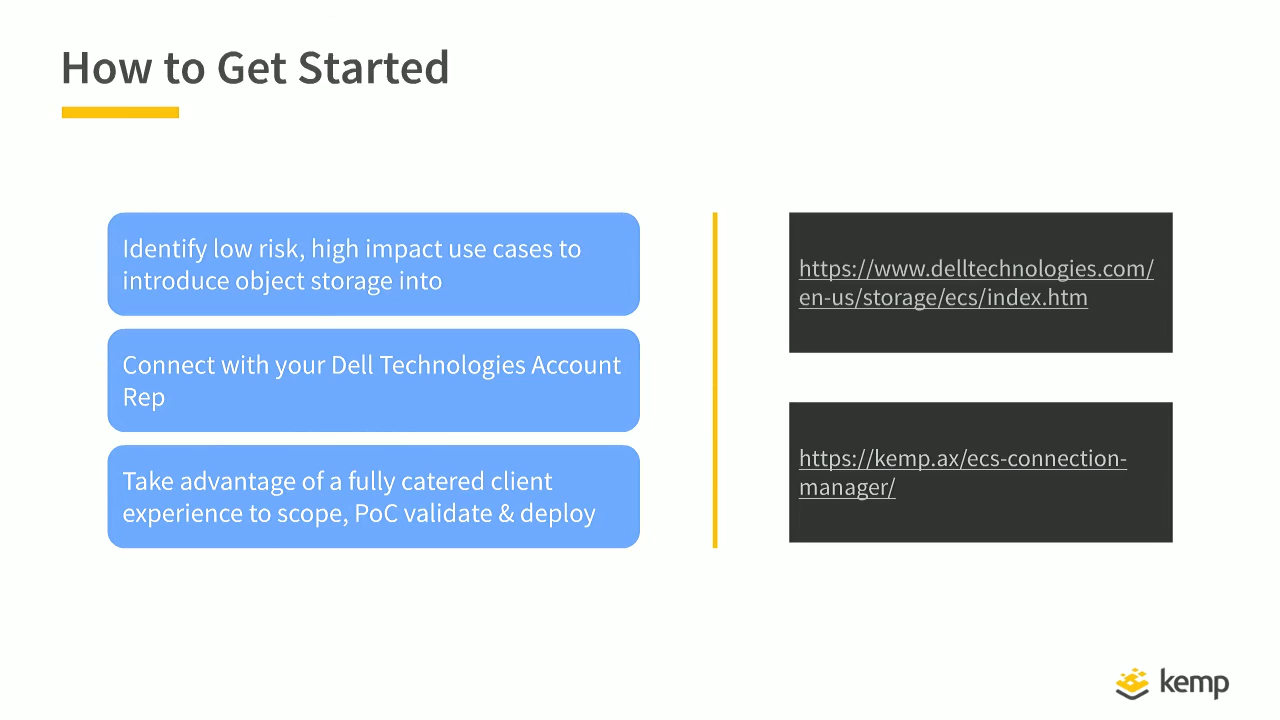 How to Get Started
Identify low risk, high impact use cases to
introduce object storage into
Connect with your Dell Technologies Account
Rep
Take advantage of a fully catered client
experience to scope, PoC validate & deploy
https://www.delltechnologies.com/
en-us/storage/ecs/index.htm
https://kemp.ax/ecs-connection-
manager/
kemp